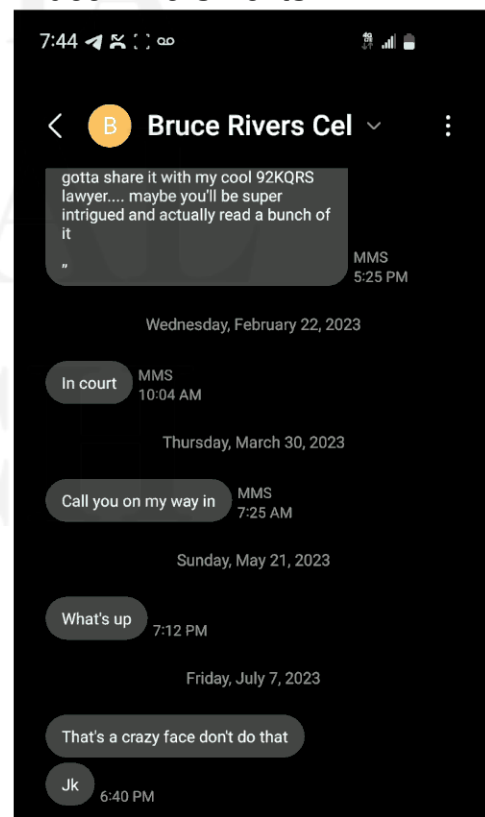 7:44
B Bruce Rivers Cel
gotta share it with my cool 92KQRS
lawyer.... maybe you'll be super
intrigued and actually read a bunch of
it
"
MMS
5:25 PM
Wednesday, February 22, 2023
In court
MMS
10:04 AM
Thursday, March 30, 2023
Call you on my way in
MMS
7:25 AM
Sunday, May 21, 2023
What's up
7:12 PM
Friday, July 7, 2023
That's a crazy face don't do that
Jk
6:40 PM